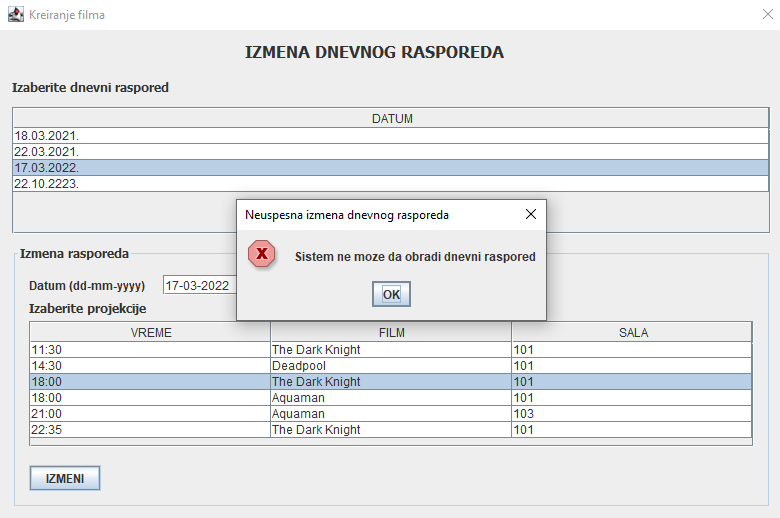 Kreiranje filma
IZMENA DNEVNOG RASPOREDA
Izaberite dnevni raspored
DATUM
18.03.2021.
22.03.2021.
17.03.2022.
22.10.2223.
Neuspesna izmena dnevnog rasporeda
Sistem ne moze da obradi dnevni raspored
OK
Izmena rasporeda
Datum (dd-mm-yyyy) 17-03-2022
Izaberite projekcije
VREME FILM SALA
11:30 The Dark Knight 101
14:30 Deadpool 101
18:00 The Dark Knight 101
18:00 Aquaman 101
21:00 Aquaman 103
22:35 The Dark Knight 101
IZMENI